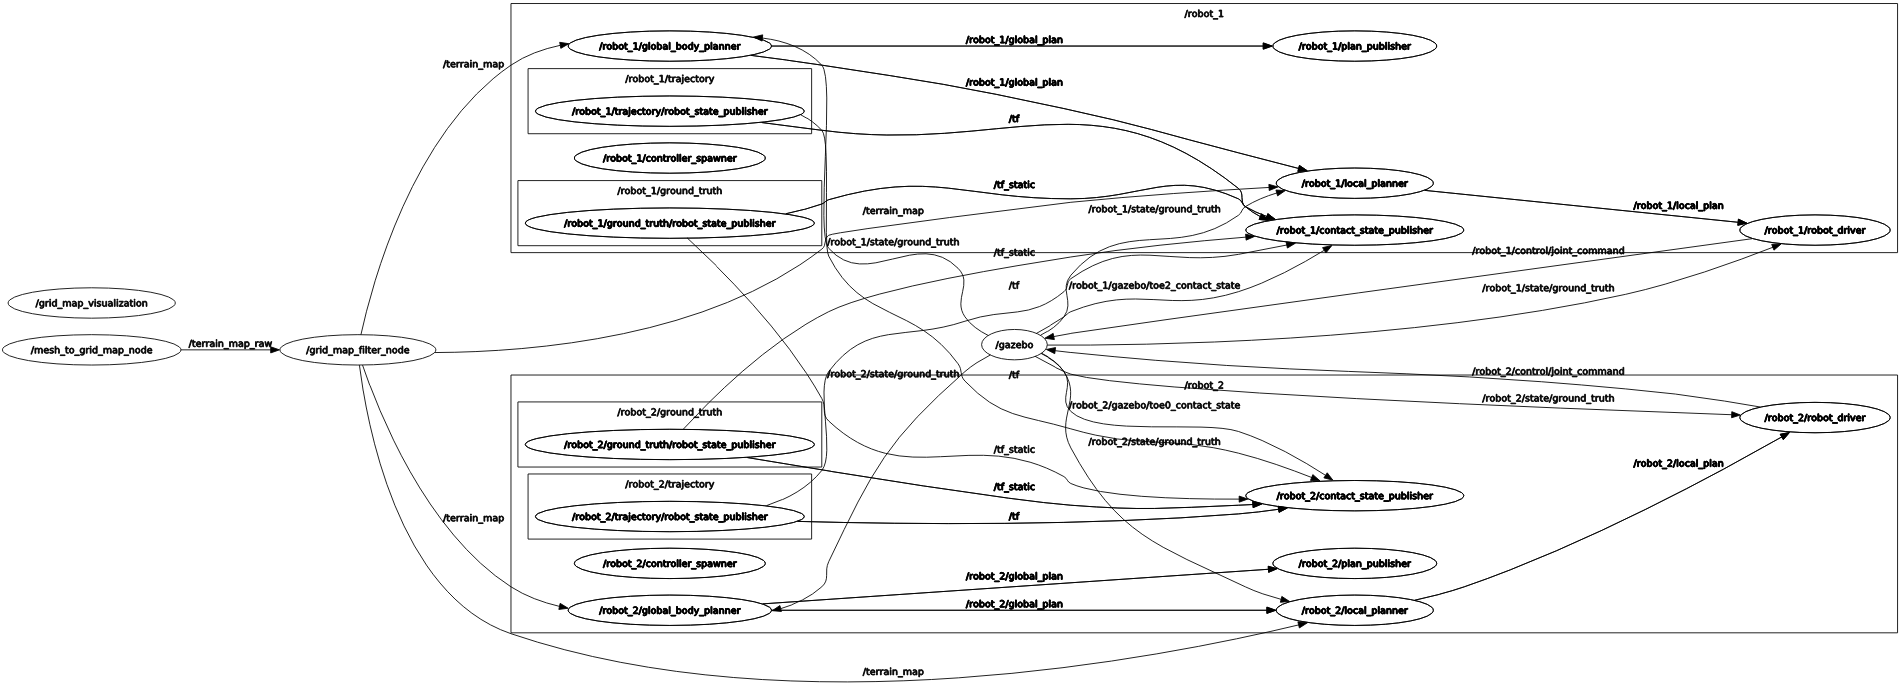 /robot_1
/robot_1/global_body_planner
/robot_1/global_plan
/robot_1/plan_publisher
/terrain_map
/robot_1/trajectory
/robot_1/global_plan
/robot_1/trajectory/robot_state_publisher
/tf
/robot_1/controller_spawner
/robot_1/ground_truth
/tf_static
/robot_1/local_planner
/robot_1/ground_truth/robot_state_publisher
/terrain_map
/robot_1/state/ground_truth
/robot_1/local_plan
/robot_1/contact_state_publisher
/robot_1/robot_driver
/robot_1/state/ground_truth
/tf_static
/robot_1/control/joint_command
/tf
/robot_1/gazebo/toe2_contact_state
/robot_1/state/ground_truth
/grid_map_visualization
/mesh_to_grid_map_node
/terrain_map_raw
/grid_map_filter_node
/gazebo
/robot_2/state/ground_truth
/tf
/robot_2/control/joint_command
/robot_2
/robot_2/state/ground_truth
/robot_2/gazebo/toe0_contact_state
/robot_2/ground_truth
/robot_2/robot_driver
/robot_2/ground_truth/robot_state_publisher
/robot_2/state/ground_truth
/tf_static
/robot_2/local_plan
/robot_2/trajectory
/tf_static
/robot_2/contact_state_publisher
/robot_2/trajectory/robot_state_publisher
/tf
/terrain_map
/robot_2/controller_spawner
/robot_2/global_plan
/robot_2/plan_publisher
/robot_2/global_body_planner
/robot_2/global_plan
/robot_2/local_planner
/terrain_map